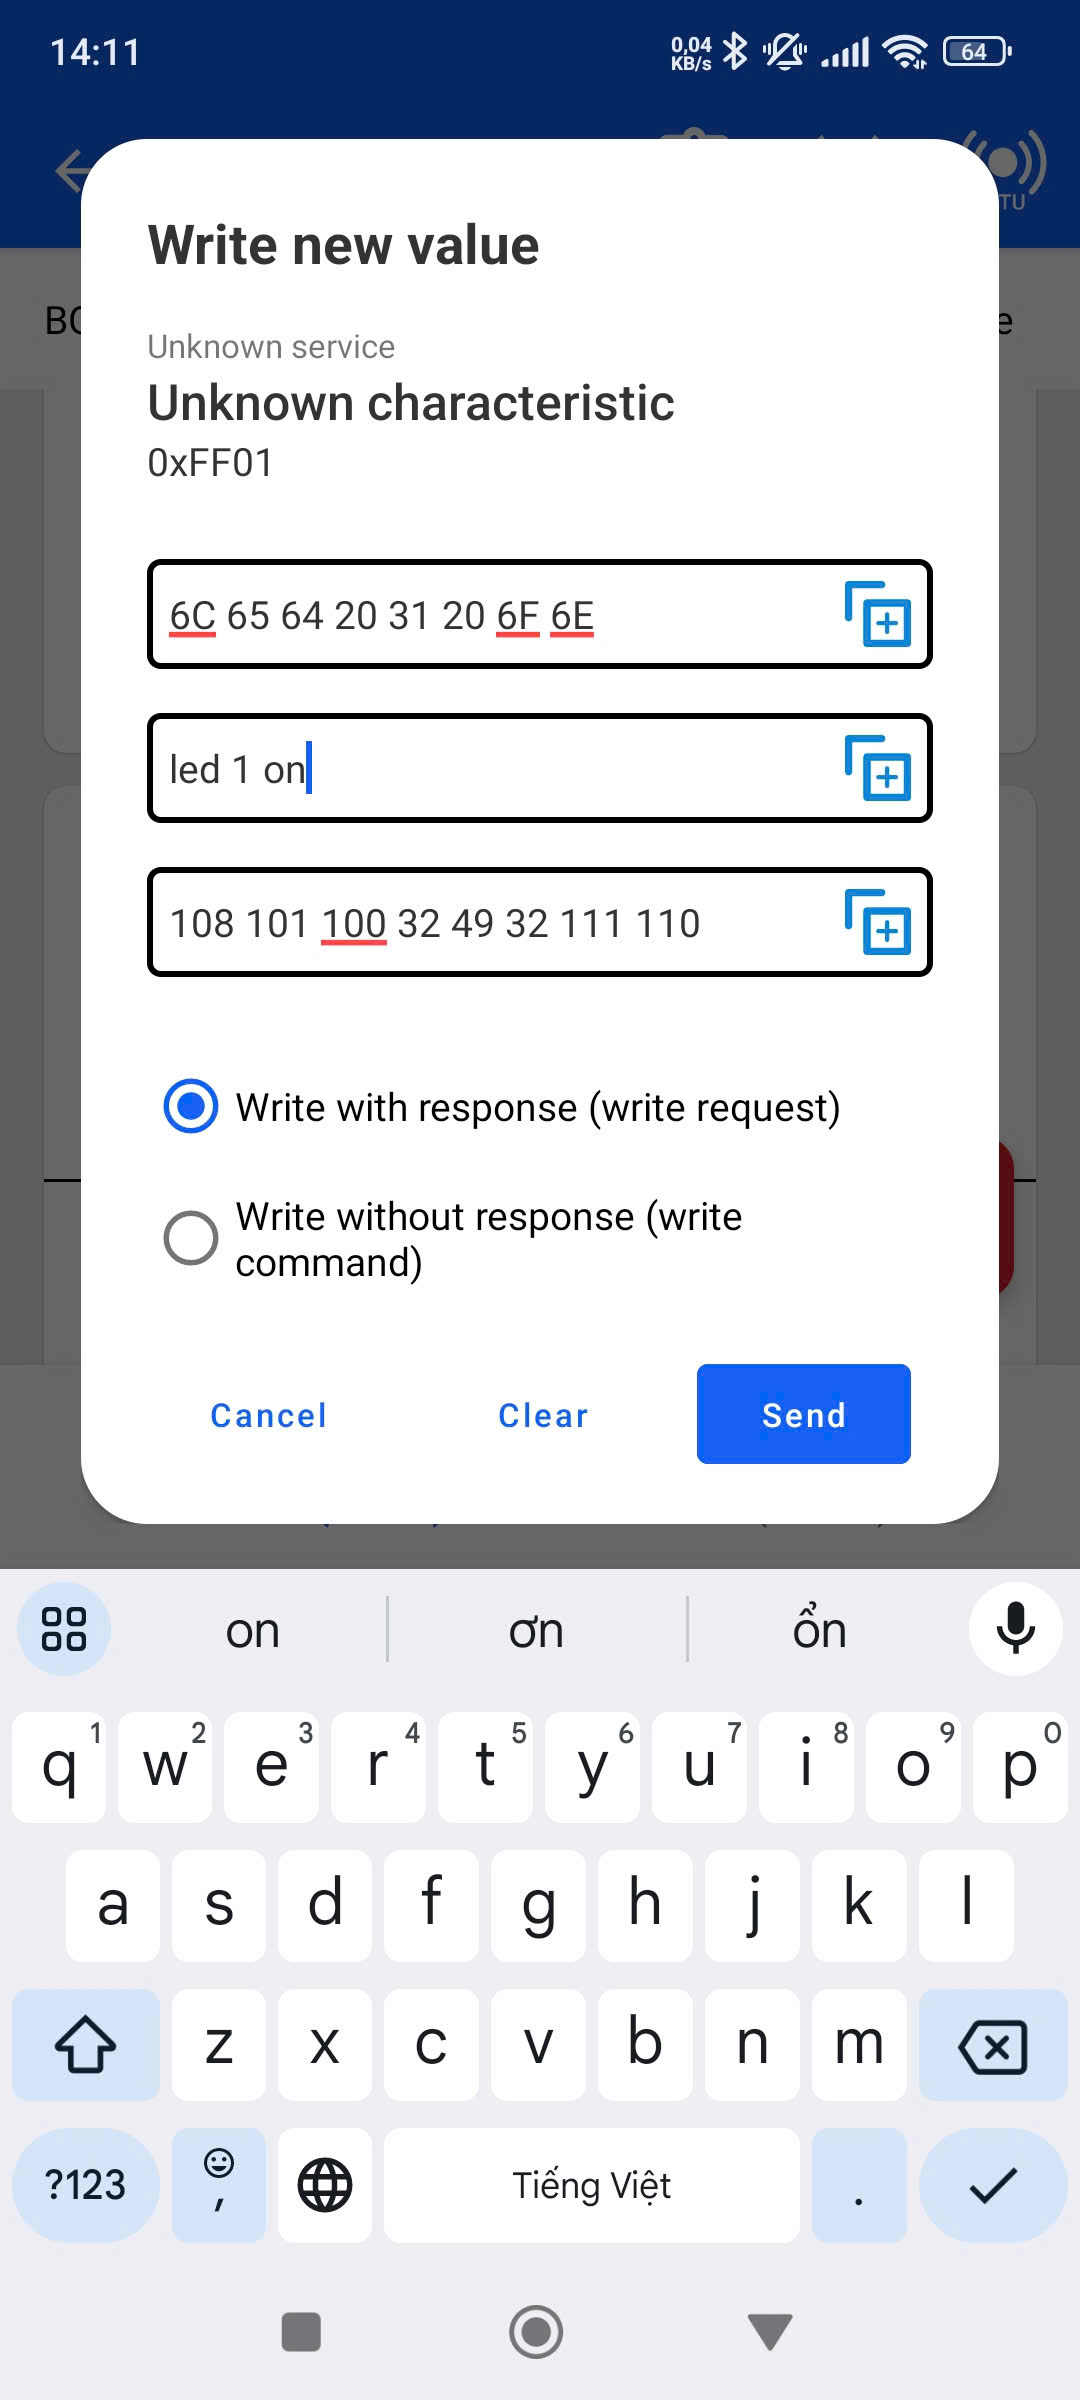 14:11
0,04
KB/s
64
TU
BO
e
Write new value
Unknown service
Unknown characteristic
0xFF01
6C 65 64 20 31 20 6F 6E
led 1 on
108 101 100 32 49 32 111 110
Write with response (write request)
Write without response (write
command)
Cancel Clear Send
on ơn ổn
q 1 w 2 e 3 r 4 t 5 y 6 u 7 i 8 o 9 p 0
a s d f g h j k l
z x c v b n m
?123 , Tiếng Việt .